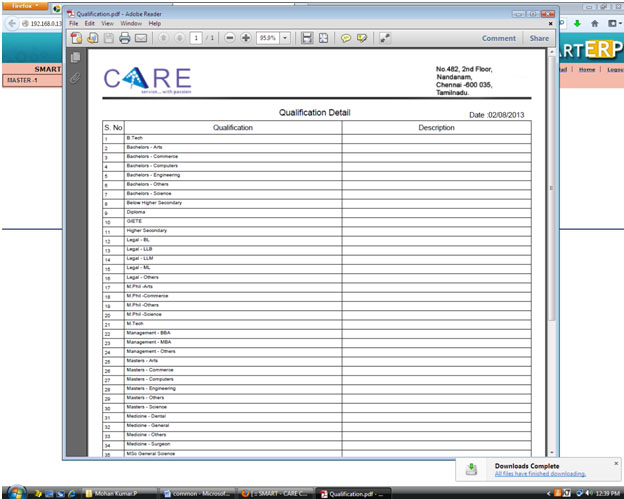 Firefox
Qualification.pdf - Adobe Reader
File Edit View Window Help
192.168.0.13
1 / 1
95.9%
Comment Share
ARTERP
SMART
Home
Logout
MASTER -1
CARE
service... with passion
No.482, 2nd Floor,
Nandanam,
Chennai -600 035,
Tamilnadu.
Qualification Detail
Date :02/08/2013
S. No Qualification Description
1 B.Tech
2 Bachelors - Arts
3 Bachelors - Commerce
4 Bachelors - Computers
5 Bachelors - Engineering
6 Bachelors - Others
7 Bachelors - Science
8 Below Higher Secondary
9 Diploma
10 GIETE
11 Higher Secondary
12 Legal - BL
13 Legal - LLB
14 Legal - LLM
15 Legal - ML
16 Legal - Others
17 M.Phil -Arts
18 M.Phil -Commerce
19 M.Phil -Others
20 M.Phil -Science
21 M.Tech
22 Management - BBA
23 Management - MBA
24 Management - Others
25 Masters - Arts
26 Masters - Commerce
27 Masters - Computers
28 Masters - Engineering
29 Masters - Others
30 Masters - Science
31 Medicine - Dental
32 Medicine - General
33 Medicine - Others
34 Medicine - Surgeon
35 MSc General Science
Downloads Complete
All files have finished downloading.
Mohan Kumar.P
common - Microsof...
[ :: SMART - CARE C...
Qualification.pdf - ...
12:39 PM